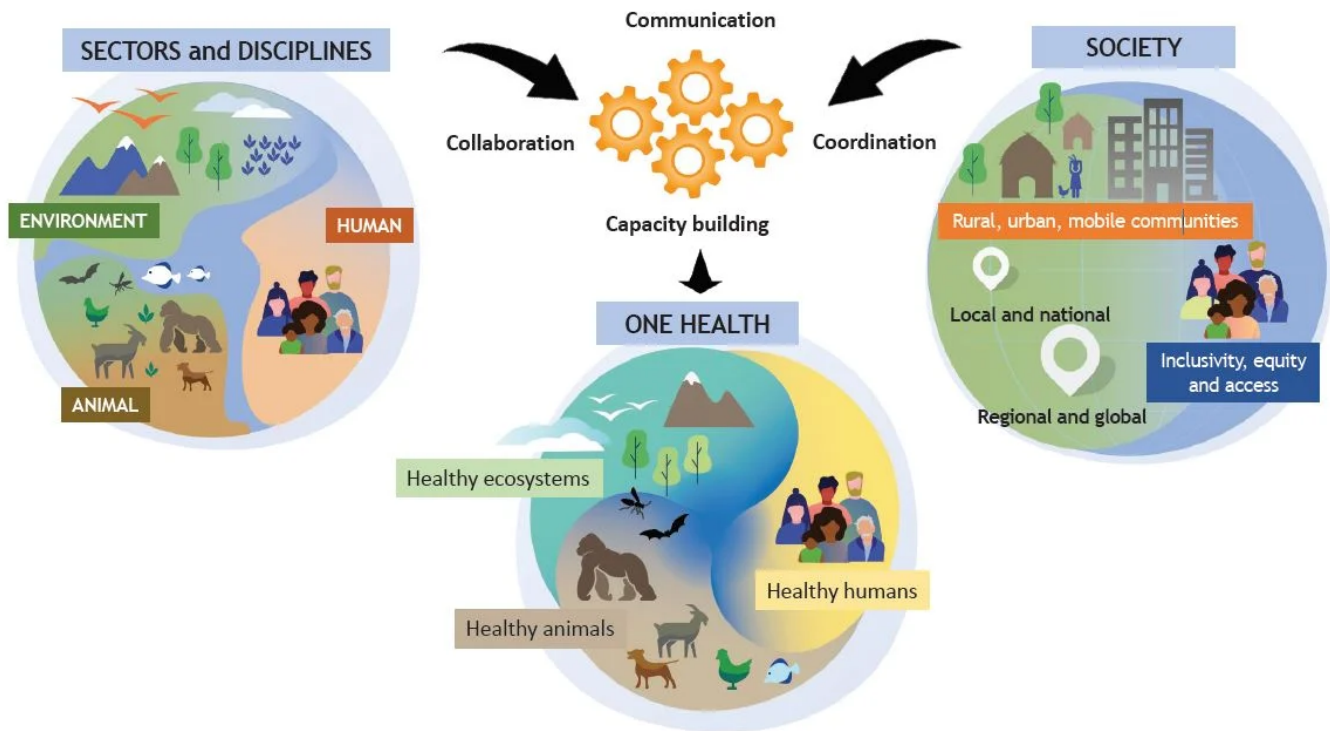 Communication
SECTORS and DISCIPLINES
SOCIETY
Collaboration
Coordination
ENVIRONMENT
HUMAN
Capacity building
Rural, urban, mobile communities
ONE HEALTH
Local and national
Inclusivity, equity
and access
ANIMAL
Regional and global
Healthy ecosystems
Healthy humans
Healthy animals